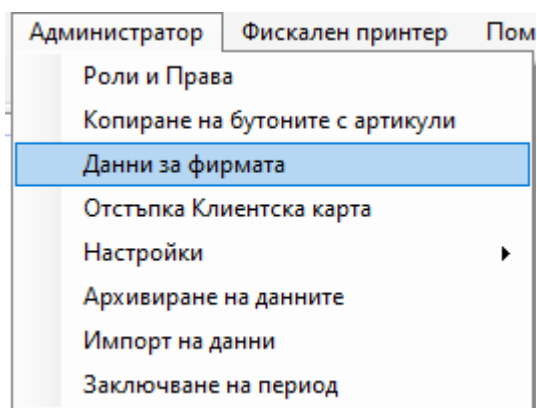 Администратор Фискален принтер Пом
Роли и Права
Копиране на бутоните с артикули
Данни за фирмата
Отстъпка Клиентска карта
Настройки
Архивиране на данните
Импорт на данни
Заключване на период